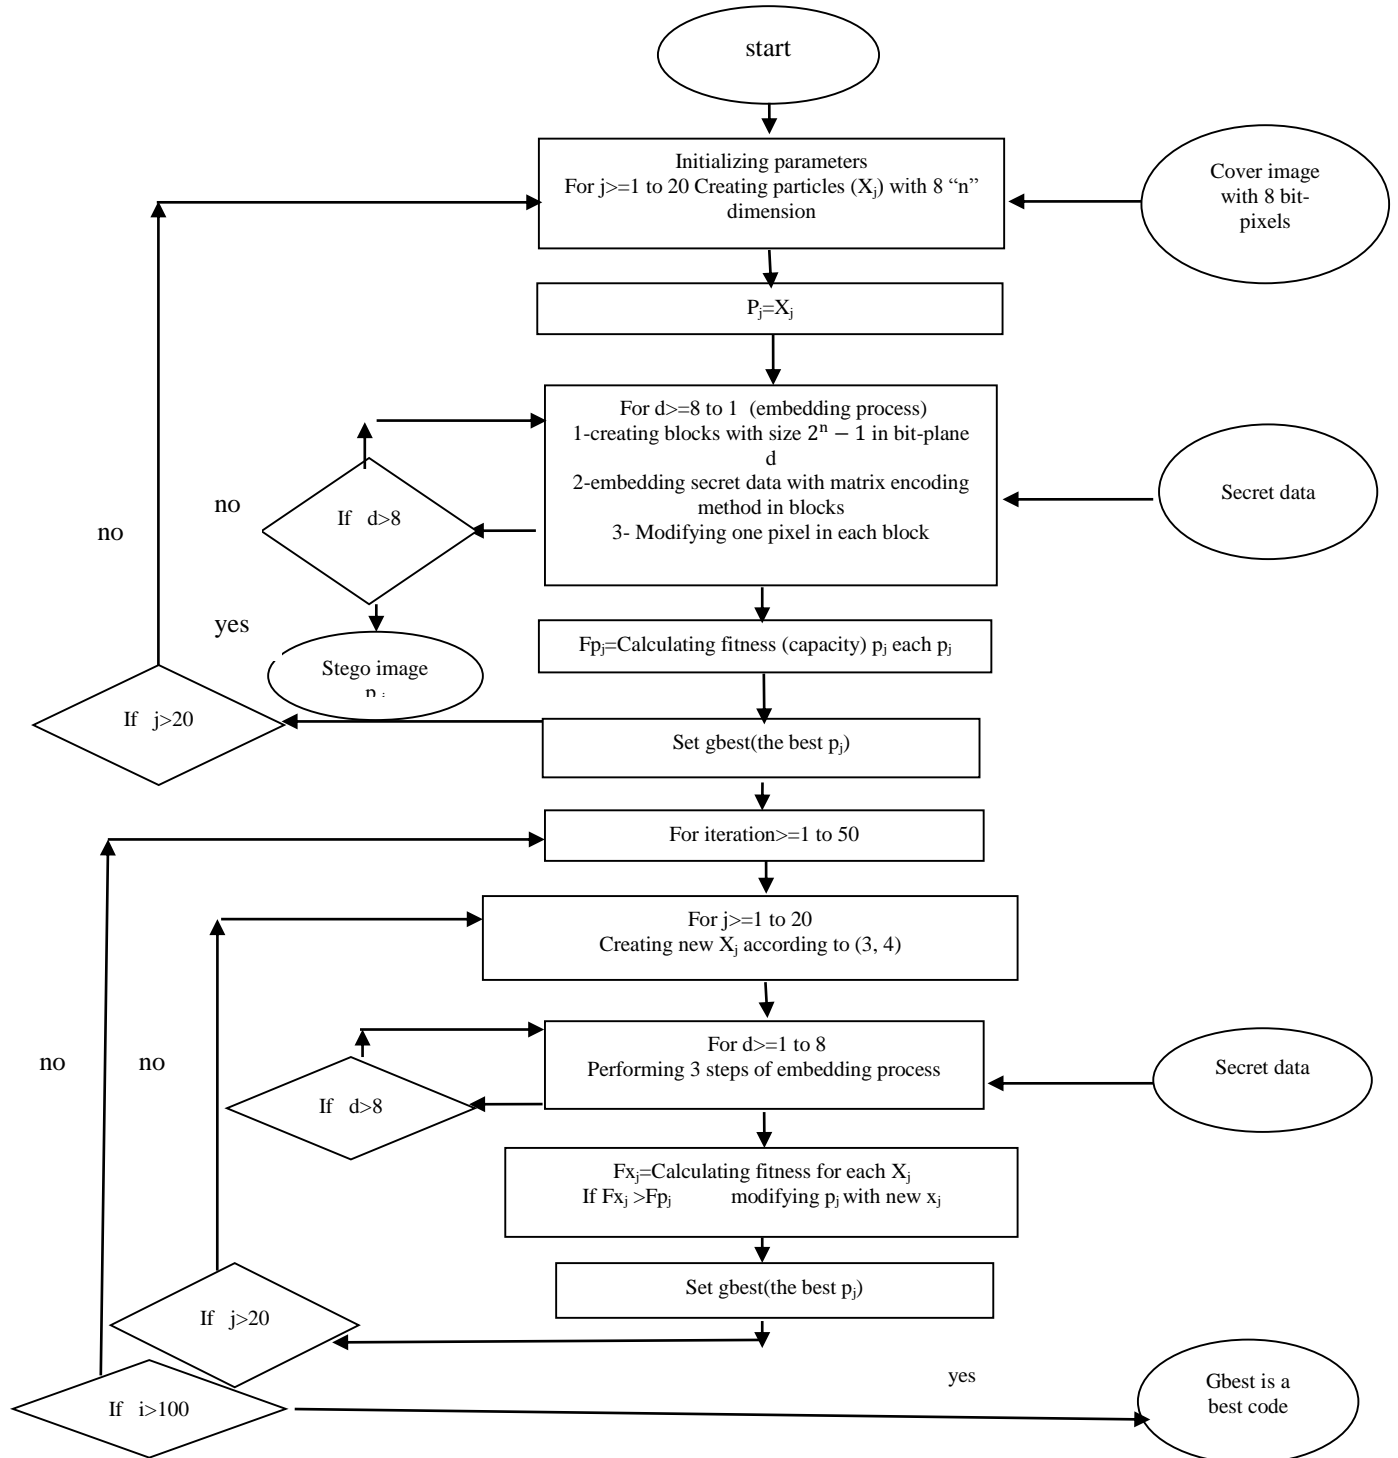 start
Initializing parameters
For j>=1 to 20 Creating particles (Xj) with 8 “n”
dimension
Cover image
with 8 bit-
pixels
Pj=Xj
For d>=8 to 1 (embedding process)
1-creating blocks with size 2ⁿ − 1 in bit-plane
d
2-embedding secret data with matrix encoding
method in blocks
3- Modifying one pixel in each block
Secret data
If d>8
no
no
yes
Stego image
Fpj=Calculating fitness (capacity) pj each pj
If j>20
Set gbest(the best pj)
For iteration>=1 to 50
For j>=1 to 20
Creating new Xj according to (3, 4)
no
no
For d>=1 to 8
Performing 3 steps of embedding process
Secret data
If d>8
Fxj=Calculating fitness for each Xj
If Fxj >Fpj modifying pj with new xj
Set gbest(the best pj)
If j>20
If i>100
yes
Gbest is a
best code